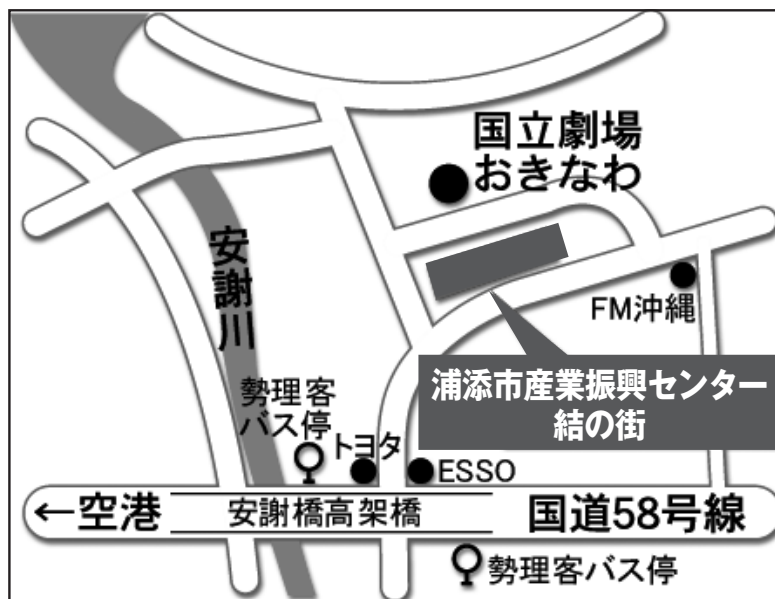 国立劇場
おきなわ
安謝川
FM沖縄
浦添市産業振興センター
結の街
勢理客
バス停
トヨタ
ESSO
←空港
安謝橋高架橋
国道58号線
勢理客バス停